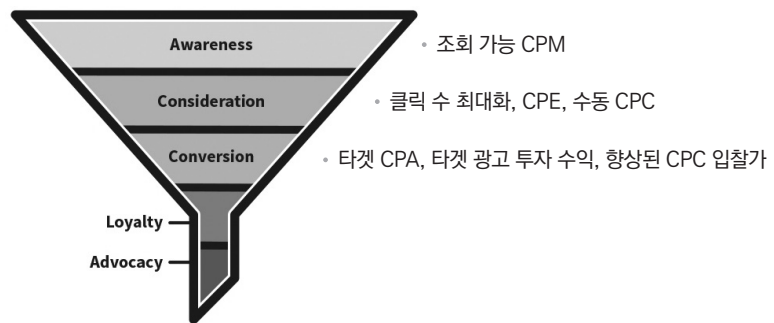 Awareness
• 조회 가능 CPM
Consideration
• 클릭 수 최대화, CPE, 수동 CPC
Conversion
• 타겟 CPA, 타겟 광고 투자 수익, 향상된 CPC 입찰가
Loyalty
Advocacy